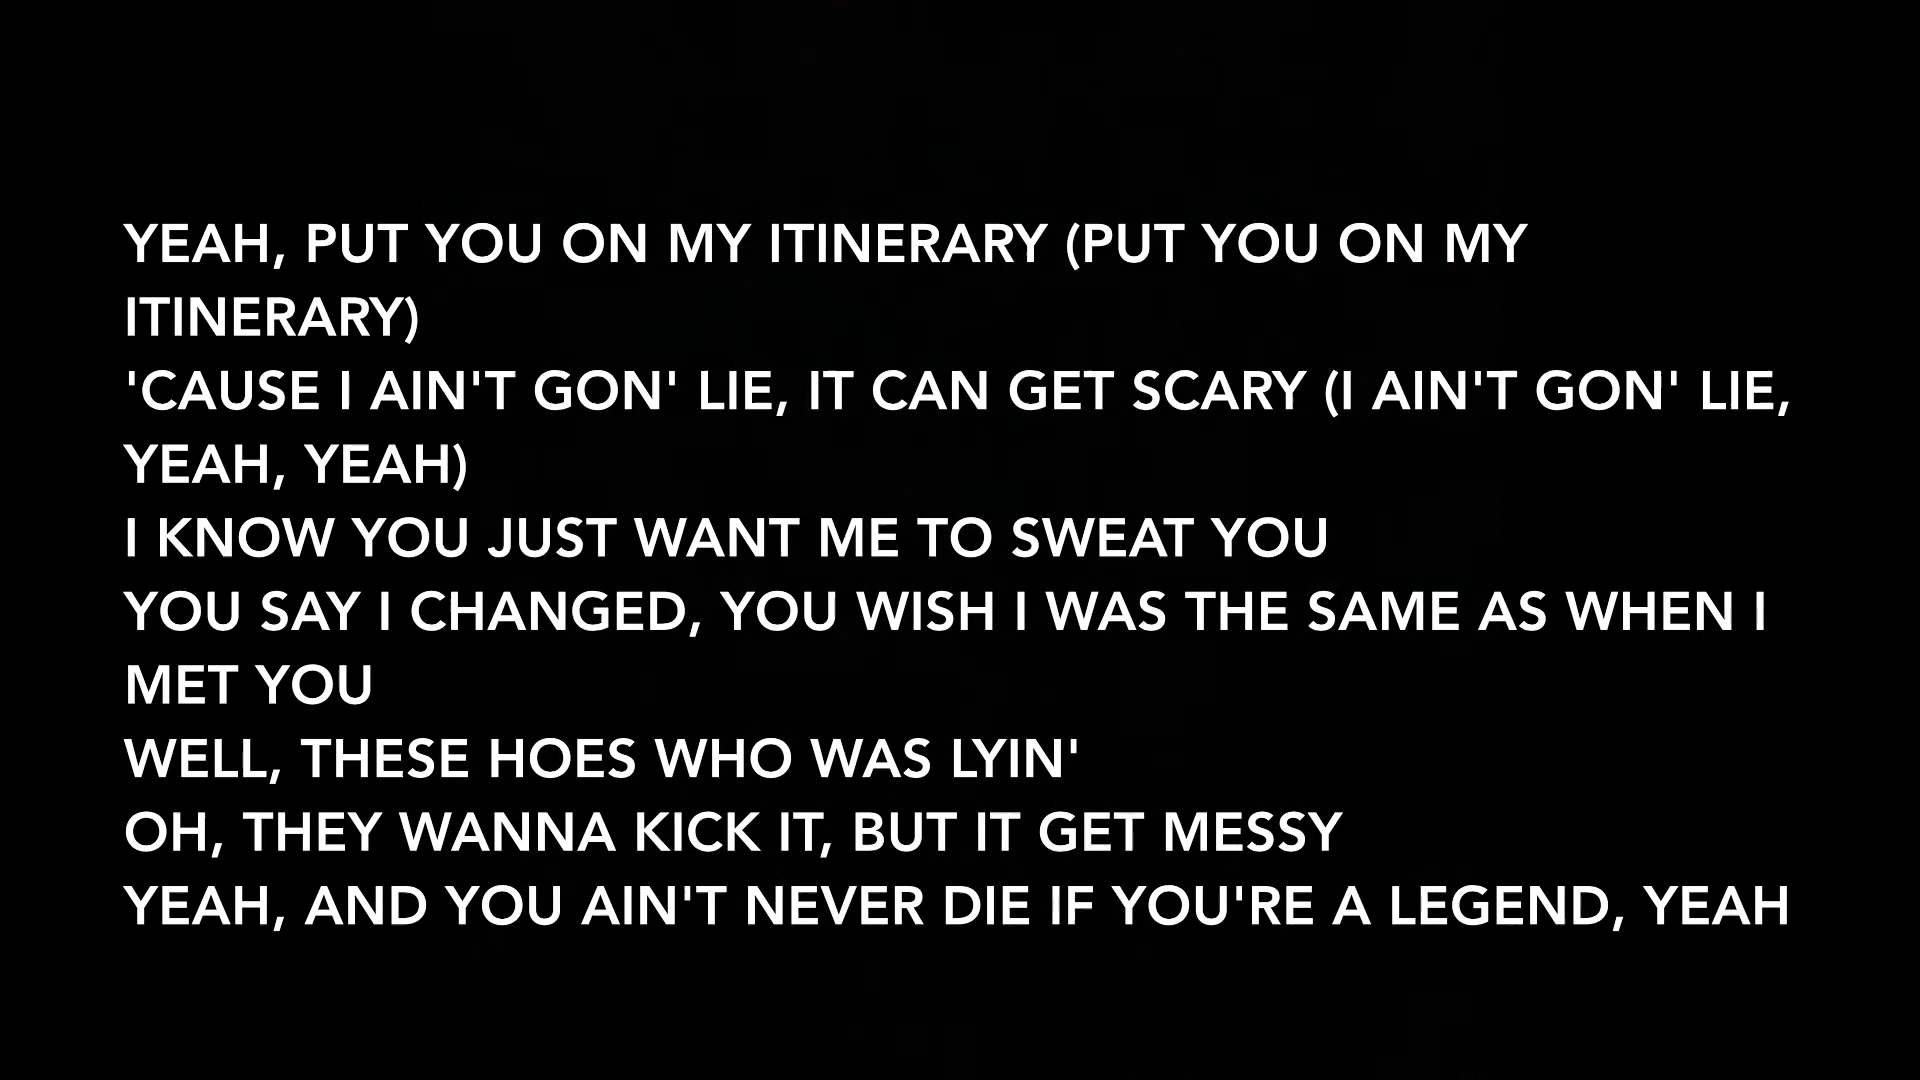 YEAH, PUT YOU ON MY ITINERARY (PUT YOU ON MY
ITINERARY)
'CAUSE I AIN'T GON' LIE, IT CAN GET SCARY (I AIN'T GON' LIE,
YEAH, YEAH)
I KNOW YOU JUST WANT ME TO SWEAT YOU
YOU SAY I CHANGED, YOU WISH I WAS THE SAME AS WHEN I
MET YOU
WELL, THESE HOES WHO WAS LYIN'
OH, THEY WANNA KICK IT, BUT IT GET MESSY
YEAH, AND YOU AIN'T NEVER DIE IF YOU'RE A LEGEND, YEAH